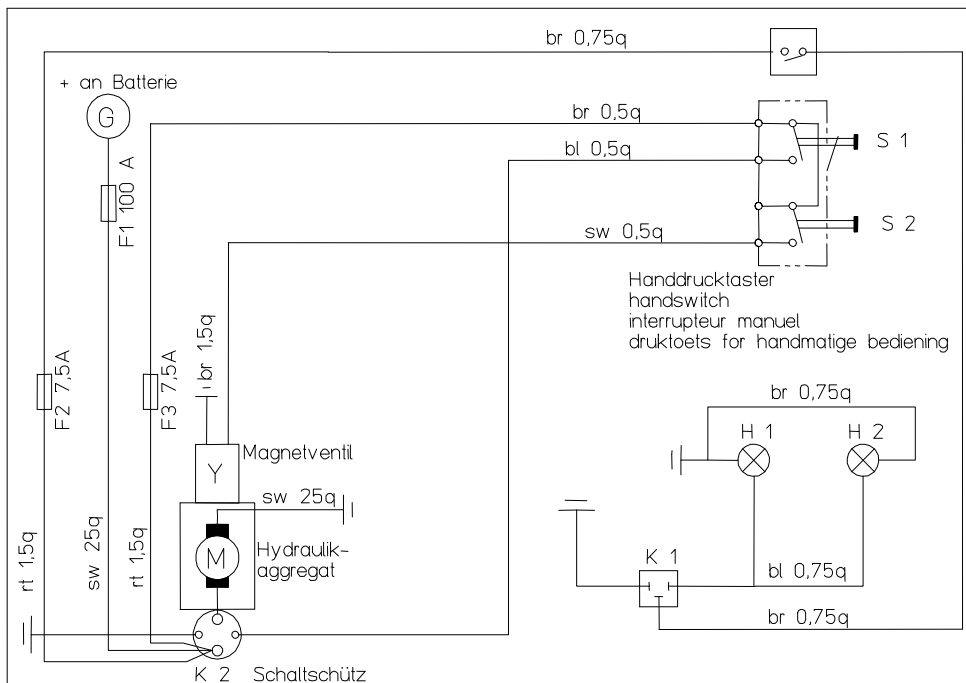 br 0,75q
+ an Batterie
G
br 0,5q
bl 0,5q
S 1
F1 100 A
sw 0,5q
S 2
Handdrucktaster
handswitch
interrupteur manuel
druktoets for handmatige bediening
F2 7,5A
F3 7,5A
br 1,5q
br 0,75q
H 1
H 2
Magnetventil
Y
sw 25q
rt 1,5q
sw 25q
rt 1,5q
M
Hydraulik-
aggregat
K 1
bl 0,75q
br 0,75q
K 2 Schaltschütz